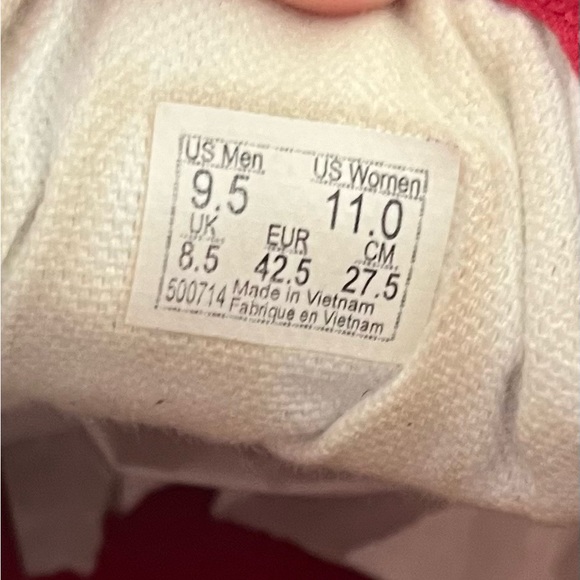 US Men US Women
9.5 11.0
UK EUR CM
8.5 42.5 27.5
500714 Made in Vietnam
Fabriqué en Vietnam